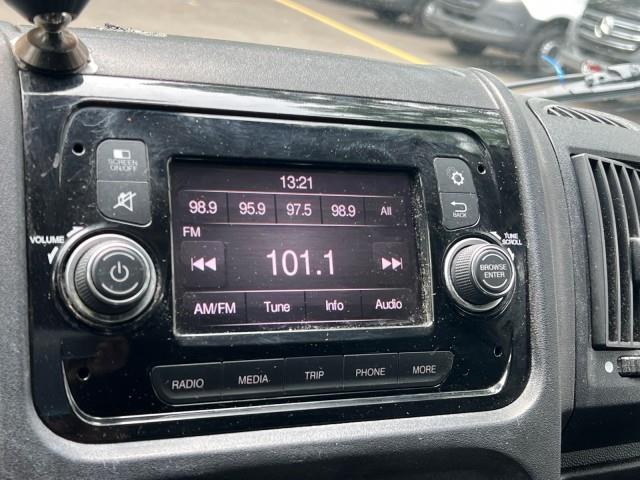 SCREEN
ON/OFF
VOLUME
13:21
98.9 95.9 97.5 98.9 All
FM
101.1
AM/FM Tune Info Audio
BACK
TUNE
SCROLL
BROWSE
ENTER
RADIO MEDIA TRIP PHONE MORE